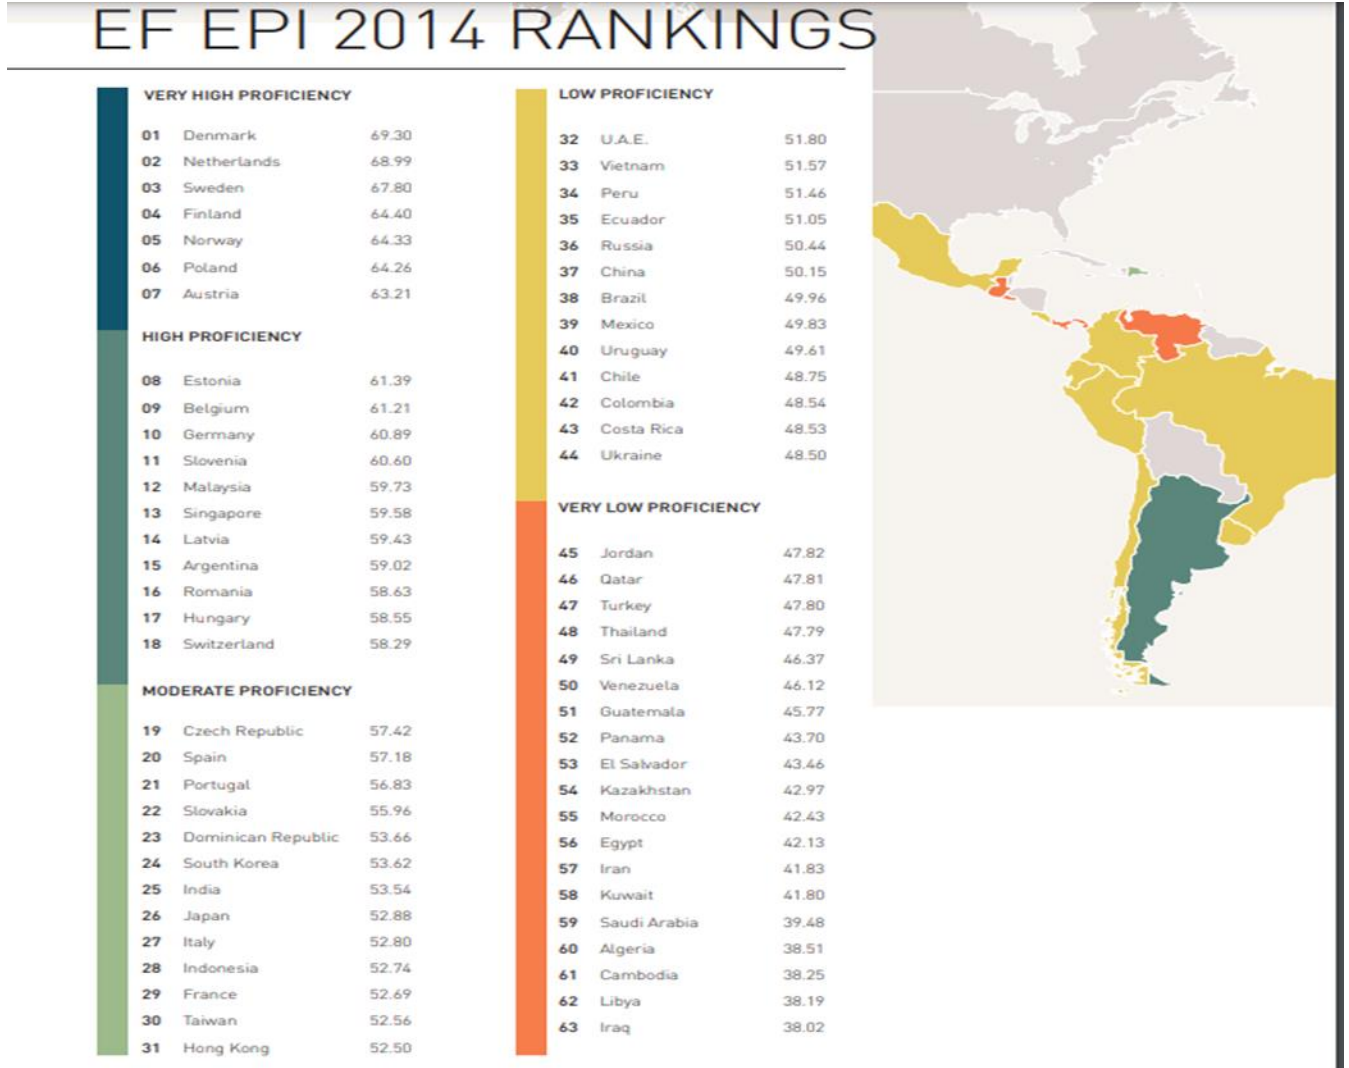 EF EPI 2014 RANKINGS
VERY HIGH PROFICIENCY
01 Denmark 69.30
02 Netherlands 68.99
03 Sweden 67.80
04 Finland 64.40
05 Norway 64.33
06 Poland 64.26
07 Austria 63.21
HIGH PROFICIENCY
08 Estonia 61.39
09 Belgium 61.21
10 Germany 60.89
11 Slovenia 60.60
12 Malaysia 59.73
13 Singapore 59.58
14 Latvia 59.43
15 Argentina 59.02
16 Romania 58.63
17 Hungary 58.55
18 Switzerland 58.29
MODERATE PROFICIENCY
19 Czech Republic 57.42
20 Spain 57.18
21 Portugal 56.83
22 Slovakia 55.96
23 Dominican Republic 53.66
24 South Korea 53.62
25 India 53.54
26 Japan 52.88
27 Italy 52.80
28 Indonesia 52.74
29 France 52.69
30 Taiwan 52.56
31 Hong Kong 52.50
LOW PROFICIENCY
32 U.A.E. 51.80
33 Vietnam 51.57
34 Peru 51.46
35 Ecuador 51.05
36 Russia 50.44
37 China 50.15
38 Brazil 49.96
39 Mexico 49.83
40 Uruguay 49.61
41 Chile 48.75
42 Colombia 48.54
43 Costa Rica 48.53
44 Ukraine 48.50
VERY LOW PROFICIENCY
45 Jordan 47.82
46 Qatar 47.81
47 Turkey 47.80
48 Thailand 47.79
49 Sri Lanka 46.37
50 Venezuela 46.12
51 Guatemala 45.77
52 Panama 43.70
53 El Salvador 43.46
54 Kazakhstan 42.97
55 Morocco 42.43
56 Egypt 42.13
57 Iran 41.83
58 Kuwait 41.80
59 Saudi Arabia 39.48
60 Algeria 38.51
61 Cambodia 38.25
62 Libya 38.19
63 Iraq 38.02